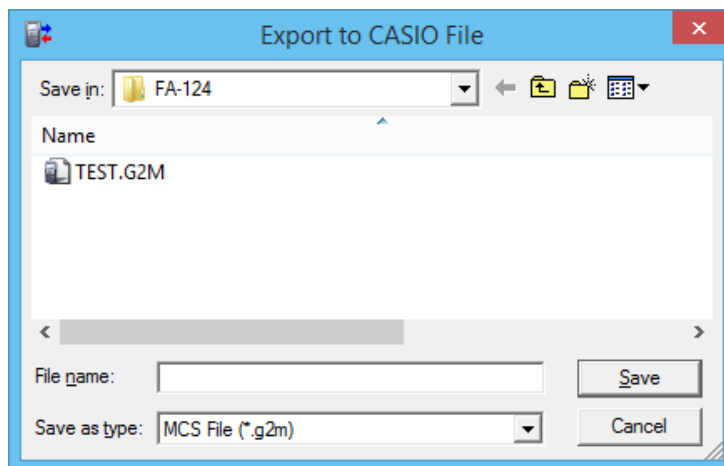 Export to CASIO File
Save in: FA-124
Name
TEST.G2M
File name: Save
Save as type: MCS File (*.g2m) Cancel